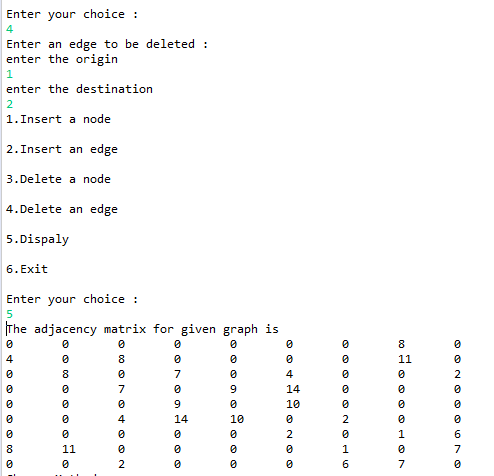 Enter your choice :
4
Enter an edge to be deleted :
enter the origin
1
enter the destination
2
1.Insert a node
2.Insert an edge
3.Delete a node
4.Delete an edge
5.Dispaly
6.Exit
Enter your choice :
5
The adjacency matrix for given graph is
0 0 0 0 0 0 0 8 0
4 0 8 0 0 0 0 11 0
0 8 0 7 0 4 0 0 2
0 0 7 0 9 14 0 0 0
0 0 0 9 0 10 0 0 0
0 0 4 14 10 0 2 0 0
0 0 0 0 0 2 0 1 6
8 11 0 0 0 0 1 0 7
0 0 2 0 0 0 6 7 0